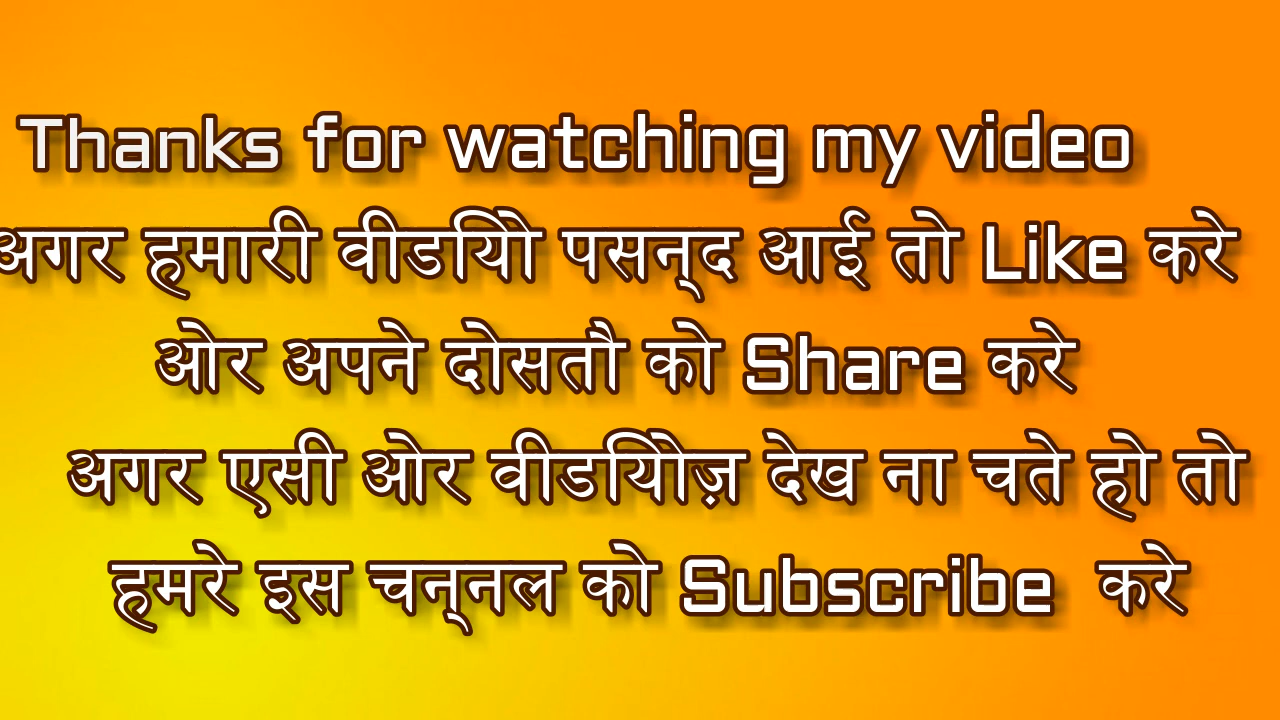 Thanks for watching my video
अगर हमारी वीडयिो पसन्द आई तो Like करे
ओर अपने दोसतौ को Share करे
अगर एसी ओर वीडयिोज़ देख ना चते हो तो
हमरे इस चन्नल को Subscribe करे